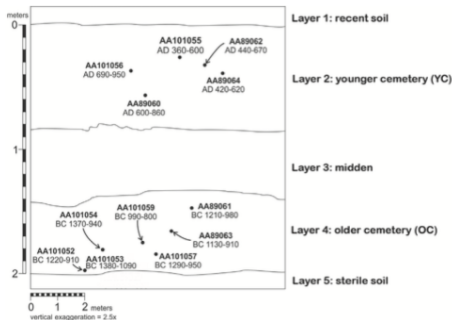 meters
0
Layer 1: recent soil
AA101055
AD 360-600
AA89062
AD 440-670
AA101056
AD 690-950
AA89064
AD 420-620
Layer 2: younger cemetery (YC)
AA89060
AD 600-860
1
Layer 3: midden
AA101059
BC 990-800
AA89061
BC 1210-980
AA101054
BC 1370-940
AA89063
BC 1130-910
Layer 4: older cemetery (OC)
AA101052
BC 1220-910
AA101053
BC 1380-1090
AA101057
BC 1290-950
2
Layer 5: sterile soil
0 1 2 meters
vertical exaggeration = 2.5x